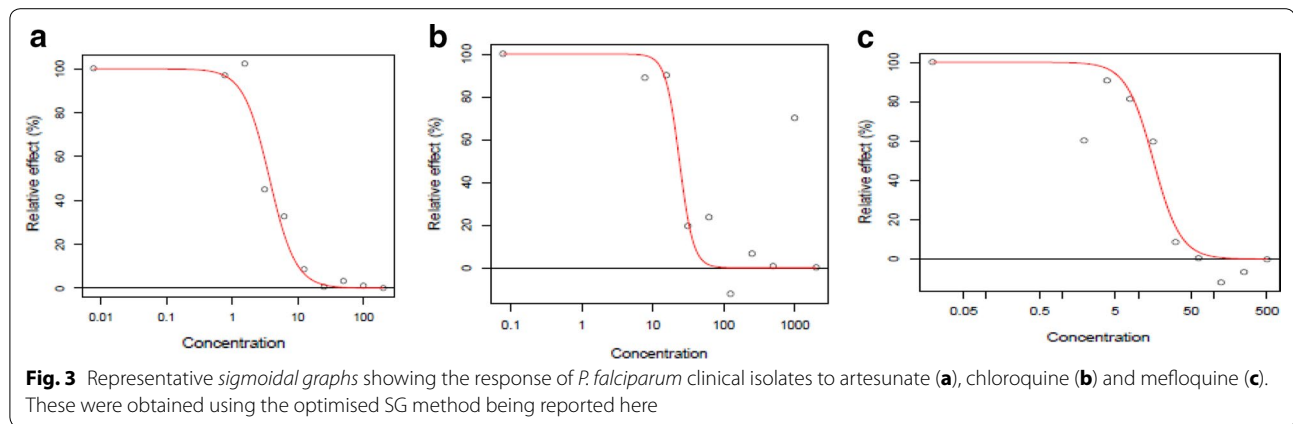 a
Relative effect (%)
100
80
60
40
20
0
0.01 0.1 1 10 100
Concentration
b
Relative effect (%)
100
80
60
40
20
0
0.1 1 10 100 1000
Concentration
c
Relative effect (%)
100
80
60
40
20
0
0.05 0.5 5 50 500
Concentration
Fig. 3 Representative sigmoidal graphs showing the response of P. falciparum clinical isolates to artesunate (a), chloroquine (b) and mefloquine (c).
These were obtained using the optimised SG method being reported here